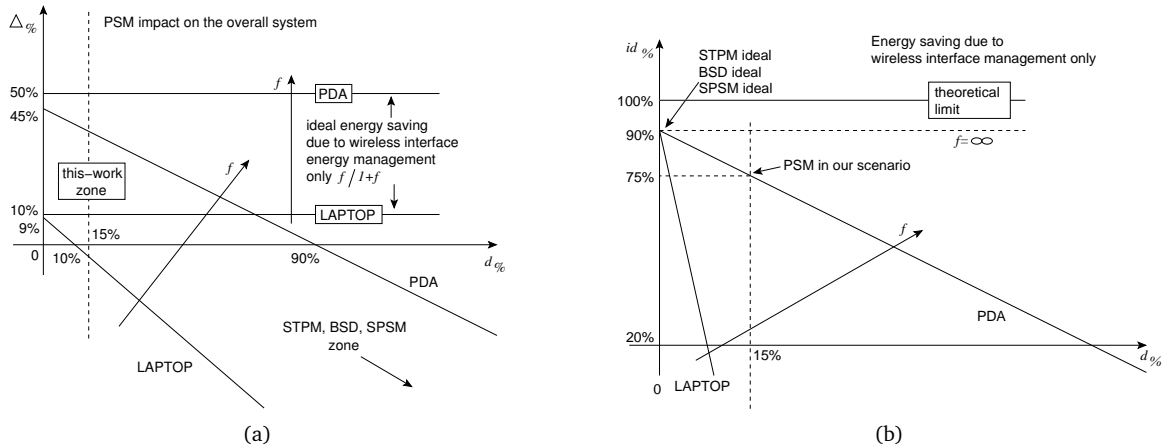 Δ%
PSM impact on the overall system
50%
PDA
f
45%
ideal energy saving
due to wireless interface
energy management
only f / 1+f
this-work
zone
f
10%
LAPTOP
9%
15%
0
10%
90%
d%
PDA
STPM, BSD, SPSM
zone
LAPTOP
(a)
id%
Energy saving due to
wireless interface management only
STPM ideal
BSD ideal
SPSM ideal
theoretical
limit
100%
90%
f=∞
PSM in our scenario
75%
f
PDA
20%
15%
d%
0
LAPTOP
(b)